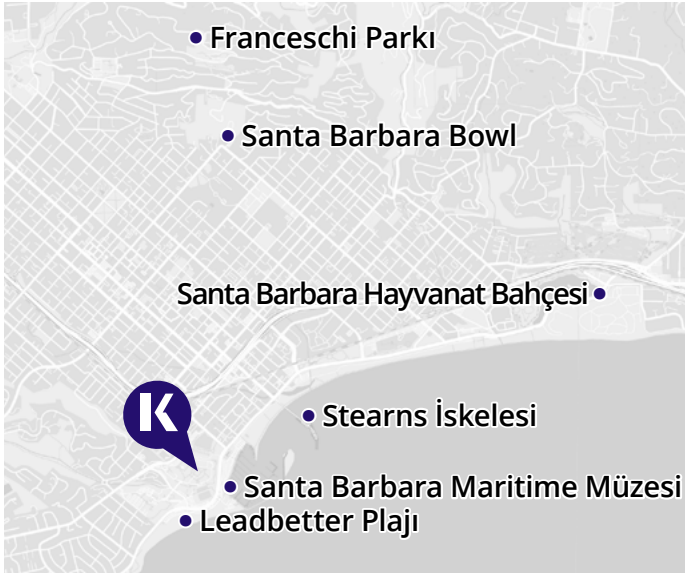 Franceschi Parkı
Santa Barbara Bowl
Santa Barbara Hayvanat Bahçesi
K
Stearns İskelesi
Santa Barbara Maritime Müzesi
Leadbetter Plajı